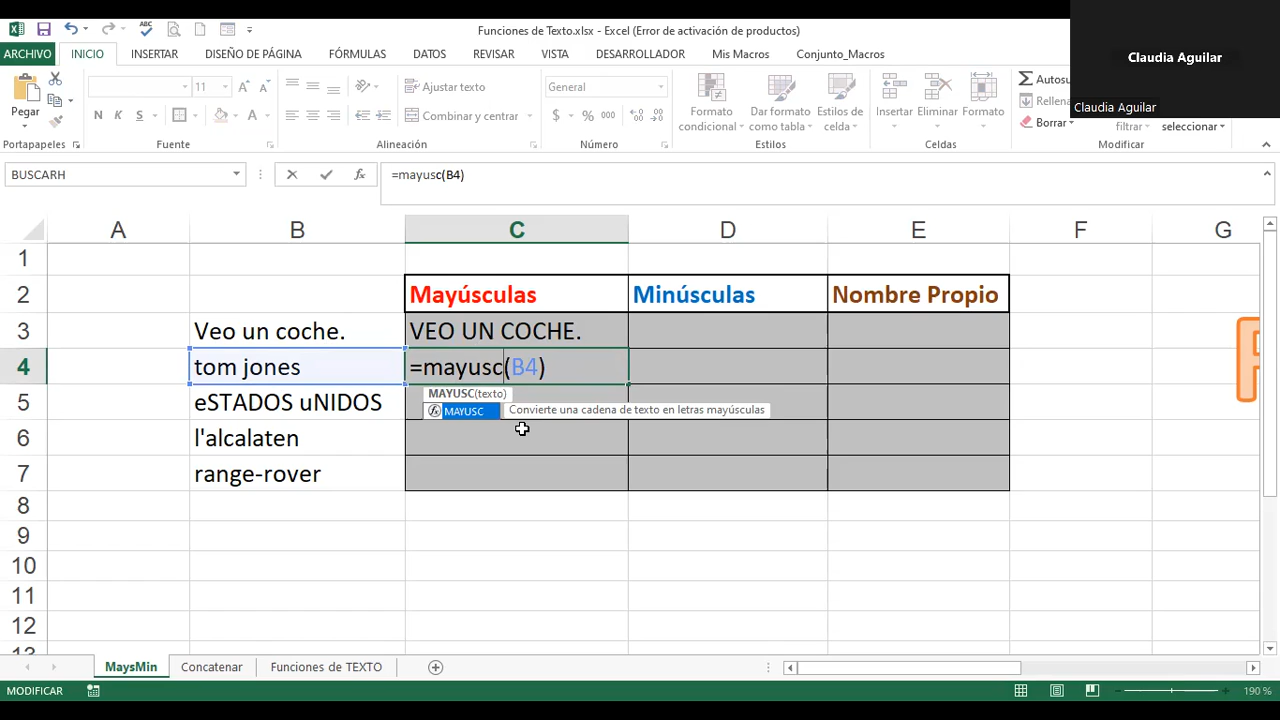 Funciones de Texto.xlsx - Excel (Error de activación de productos)
Claudia Aguilar
Claudia Aguilar
ARCHIVO INICIO INSERTAR DISEÑO DE PÁGINA FÓRMULAS DATOS REVISAR VISTA DESARROLLADOR Mis Macros Conjunto_Macros
Pegar
11
Ajustar texto
General
Formato condicional
Dar formato como tabla
Estilos de celda
Insertar
Eliminar
Formato
Autosu
Rellena
Borrar
filtrar
seleccionar
N K S
Combinar y centrar
$ % 000
Portapapeles Fuente Alineación Número Estilos Celdas Modificar
BUSCARH
=mayusc(B4)
A B C D E F G
1
2 Mayúsculas Minúsculas Nombre Propio
3 Veo un coche. VEO UN COCHE.
4 tom jones =mayusc(B4)
MAYUSC(texto)
5 eSTADOS uNIDOS
MAYUSC Convierte una cadena de texto en letras mayúsculas
6 l'alcalaten
7 range-rover
8
9
10
11
12
13
MaysMin Concatenar Funciones de TEXTO
MODIFICAR
190 %